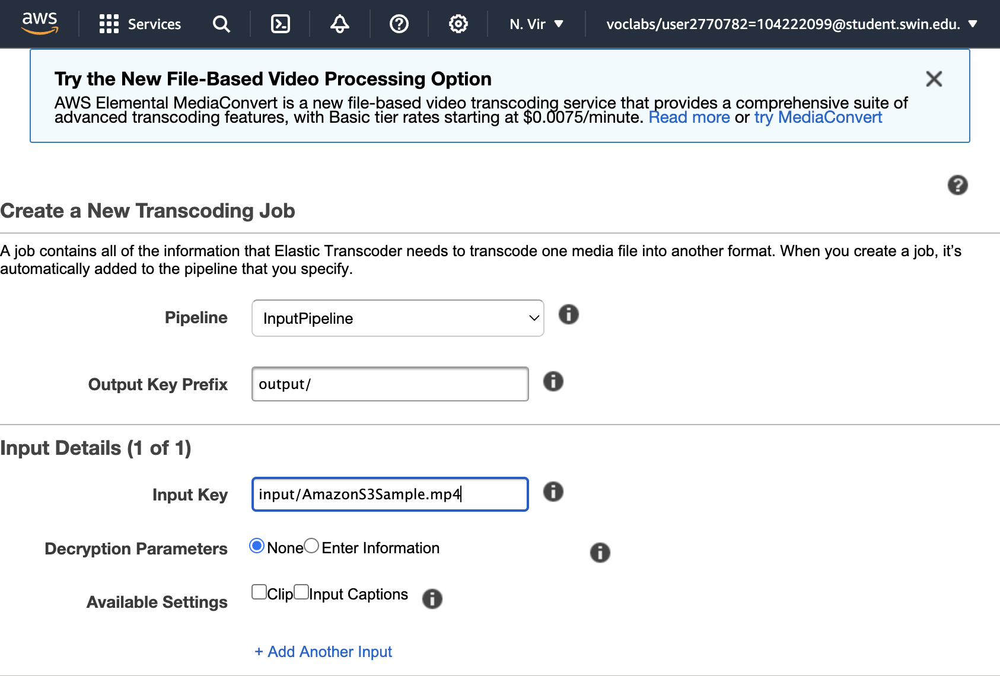 aws Services N. Vir voclabs/user2770782=104222099@student.swin.edu.
Try the New File-Based Video Processing Option
AWS Elemental MediaConvert is a new file-based video transcoding service that provides a comprehensive suite of
advanced transcoding features, with Basic tier rates starting at $0.0075/minute. Read more or try MediaConvert
Create a New Transcoding Job
A job contains all of the information that Elastic Transcoder needs to transcode one media file into another format. When you create a job, it’s
automatically added to the pipeline that you specify.
Pipeline InputPipeline
Output Key Prefix output/
Input Details (1 of 1)
Input Key input/AmazonS3Sample.mp4
Decryption Parameters None Enter Information
Available Settings Clip Input Captions
+ Add Another Input